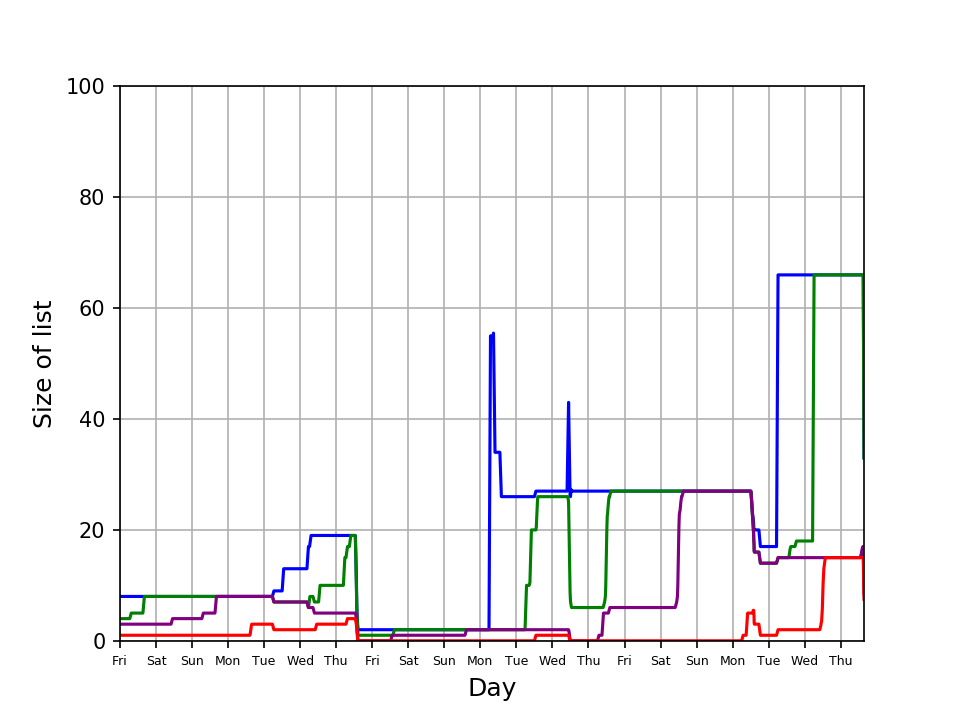 100
80
60
40
20
0
Size of list
Fri Sat Sun Mon Tue Wed Thu Fri Sat Sun Mon Tue Wed Thu Fri Sat Sun Mon Tue Wed Thu
Day